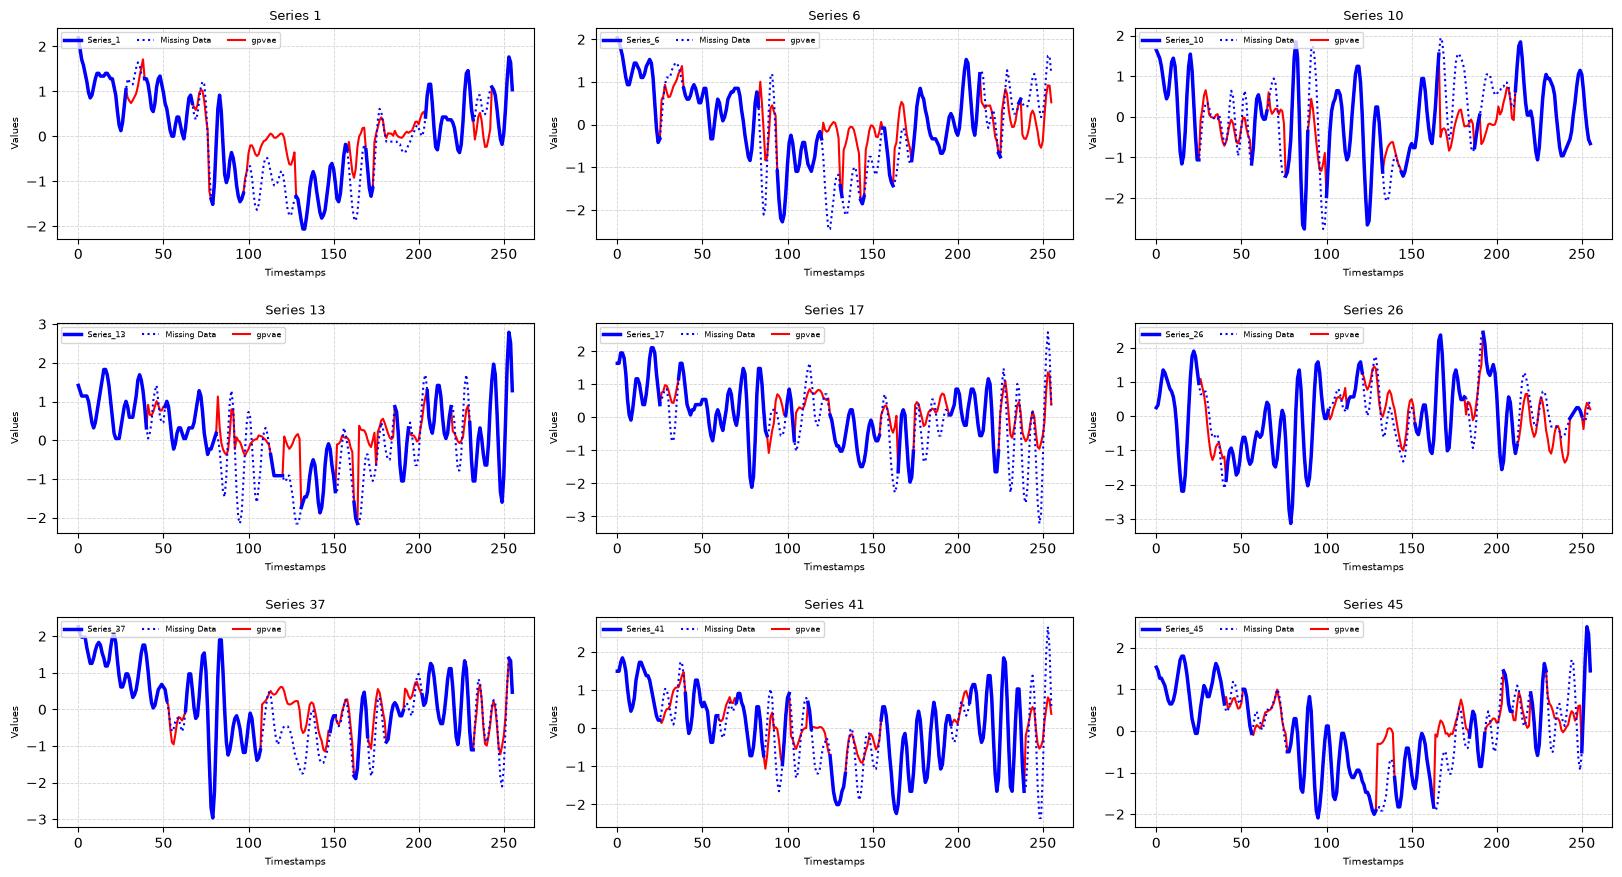 Series 1
Series_1 Missing Data gpvae
2
1
0
−1
−2
Values
0 50 100 150 200 250
Timestamps
Series 6
Series_6 Missing Data gpvae
2
1
0
−1
−2
Values
0 50 100 150 200 250
Timestamps
Series 10
Series_10 Missing Data gpvae
2
1
0
−1
−2
Values
0 50 100 150 200 250
Timestamps
Series 13
Series_13 Missing Data gpvae
3
2
1
0
−1
−2
Values
0 50 100 150 200 250
Timestamps
Series 17
Series_17 Missing Data gpvae
2
1
0
−1
−2
−3
Values
0 50 100 150 200 250
Timestamps
Series 26
Series_26 Missing Data gpvae
2
1
0
−1
−2
−3
Values
0 50 100 150 200 250
Timestamps
Series 37
Series_37 Missing Data gpvae
2
1
0
−1
−2
−3
Values
0 50 100 150 200 250
Timestamps
Series 41
Series_41 Missing Data gpvae
2
1
0
−1
−2
Values
0 50 100 150 200 250
Timestamps
Series 45
Series_45 Missing Data gpvae
2
1
0
−1
−2
Values
0 50 100 150 200 250
Timestamps